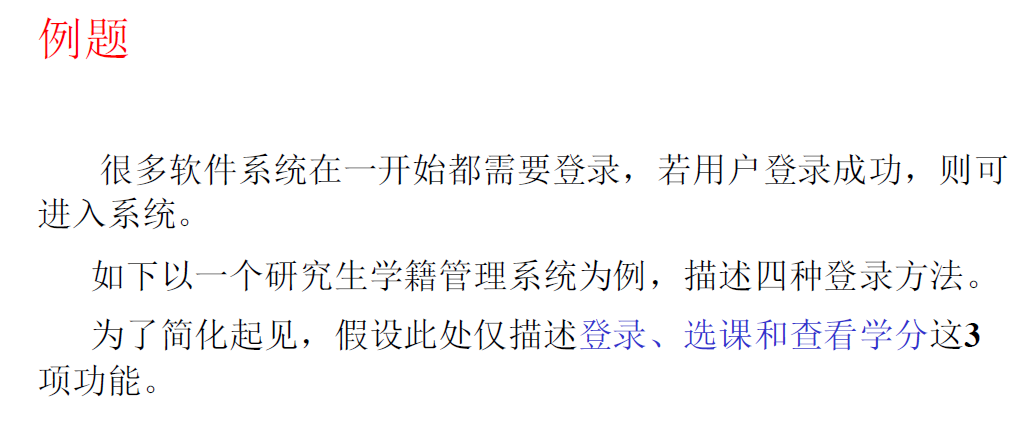 例题
很多软件系统在一开始都需要登录，若用户登录成功，则可
进入系统。
如下以一个研究生学籍管理系统为例，描述四种登录方法。
为了简化起见，假设此处仅描述登录、选课和查看学分这3
项功能。